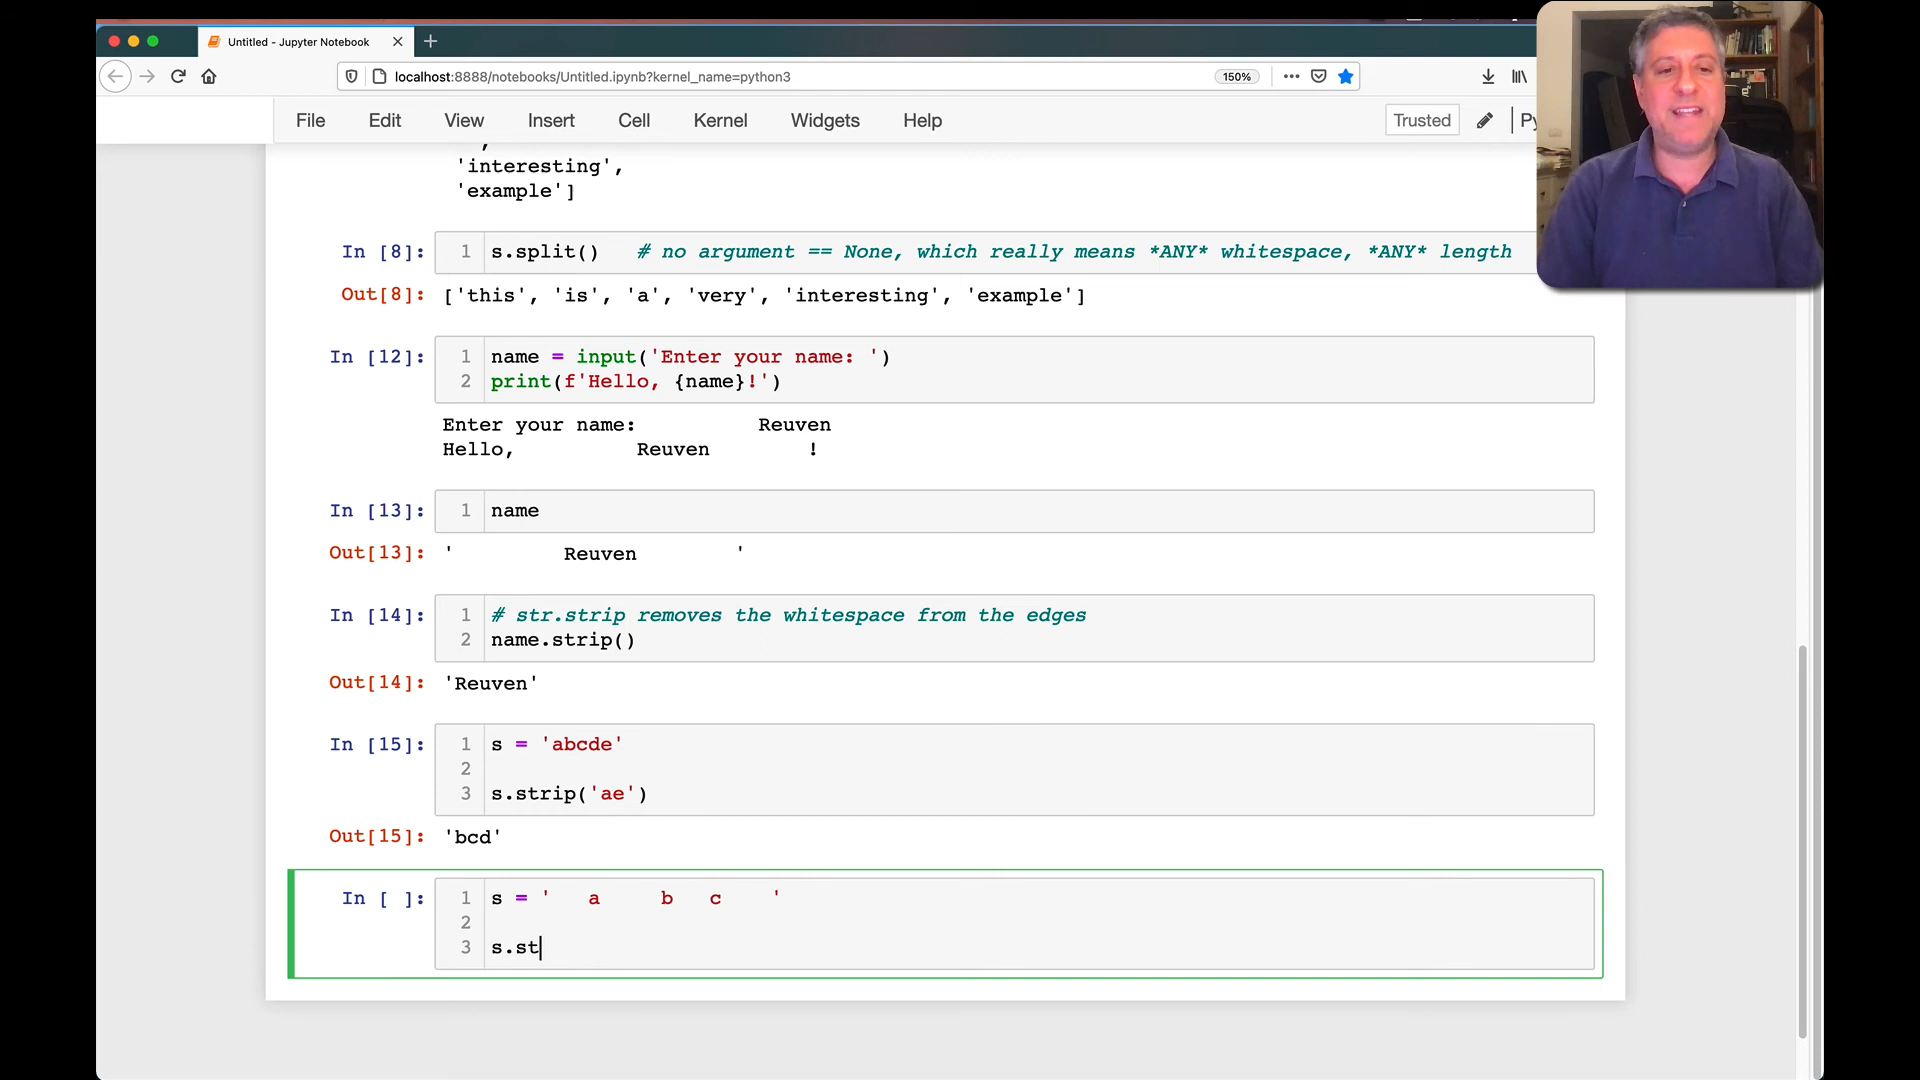 Untitled - Jupyter Notebook
localhost:8888/notebooks/Untitled.ipynb?kernel_name=python3
150%
File Edit View Insert Cell Kernel Widgets Help
Trusted
Py
'interesting',
'example']
In [8]: 1 s.split()   # no argument == None, which really means *ANY* whitespace, *ANY* length
Out[8]: ['this', 'is', 'a', 'very', 'interesting', 'example']
In [12]: 1 name = input('Enter your name: ')
2 print(f'Hello, {name}!')
Enter your name:          Reuven
Hello,          Reuven        !
In [13]: 1 name
Out[13]: '         Reuven        '
In [14]: 1 # str.strip removes the whitespace from the edges
2 name.strip()
Out[14]: 'Reuven'
In [15]: 1 s = 'abcde'
2
3 s.strip('ae')
Out[15]: 'bcd'
In [ ]: 1 s = '   a     b   c    '
2
3 s.st